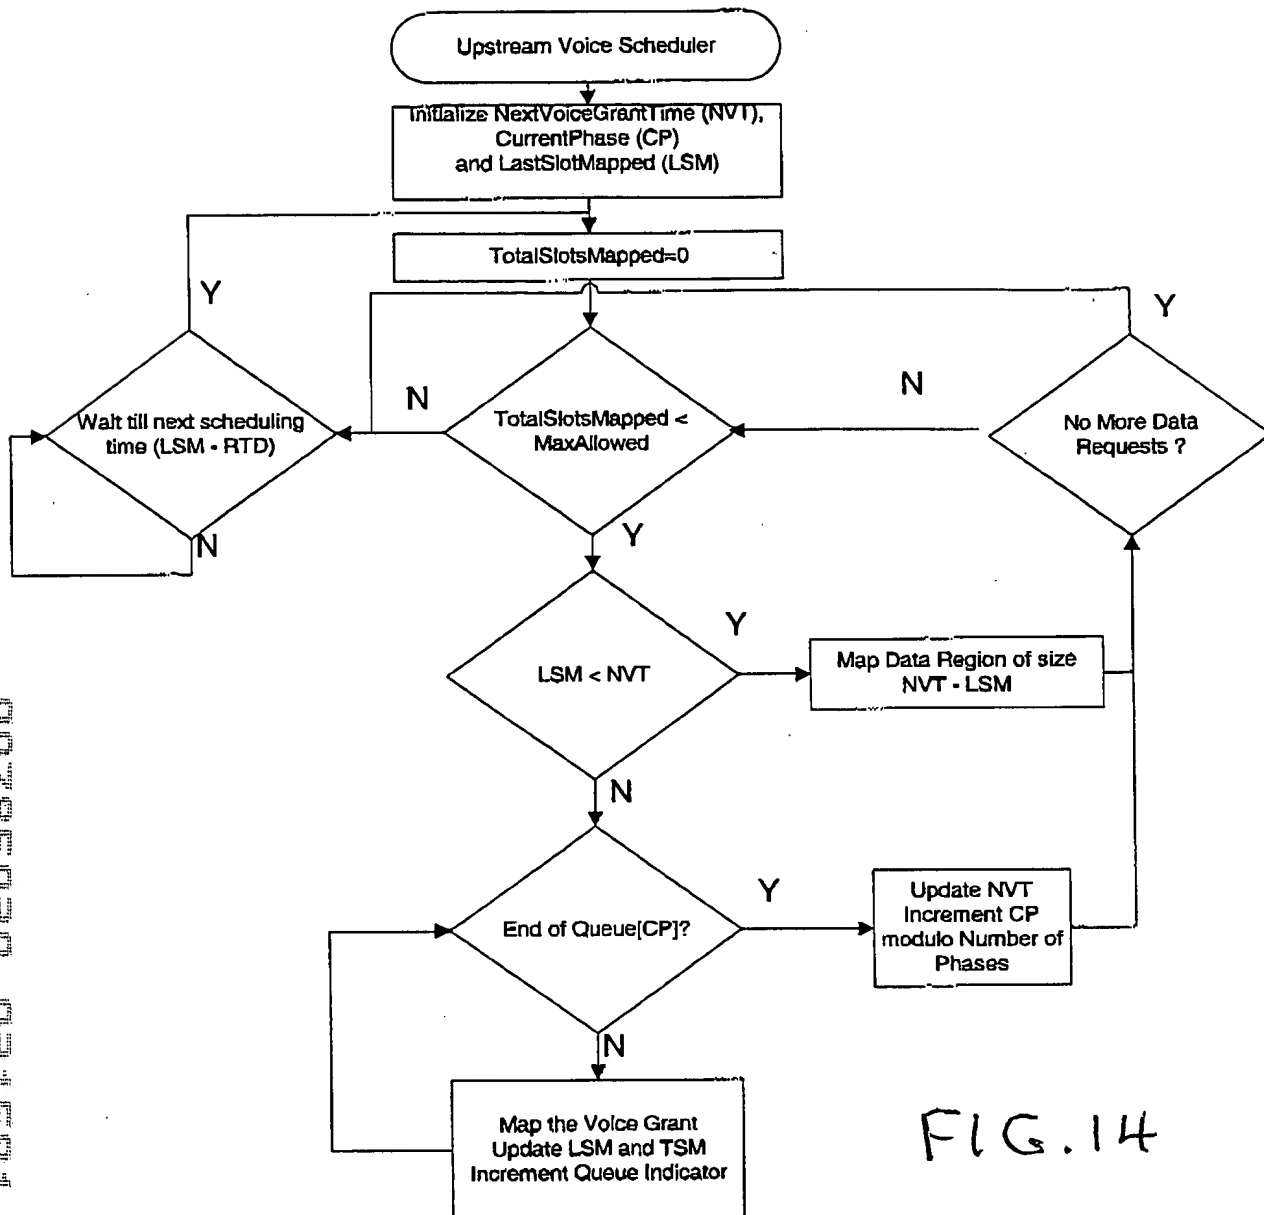 Upstream Voice Scheduler
Initialize NextVoiceGrantTime (NVT),
CurrentPhase (CP)
and LastSlotMapped (LSM)
TotalSlotsMapped=0
Y
Y
Wait till next scheduling
time (LSM - RTD)
N
TotalSlotsMapped <
MaxAllowed
N
No More Data
Requests ?
N
Y
LSM < NVT
Y
Map Data Region of size
NVT - LSM
N
End of Queue[CP]?
Y
Update NVT
Increment CP
modulo Number of
Phases
N
Map the Voice Grant
Update LSM and TSM
Increment Queue Indicator
FIG.14